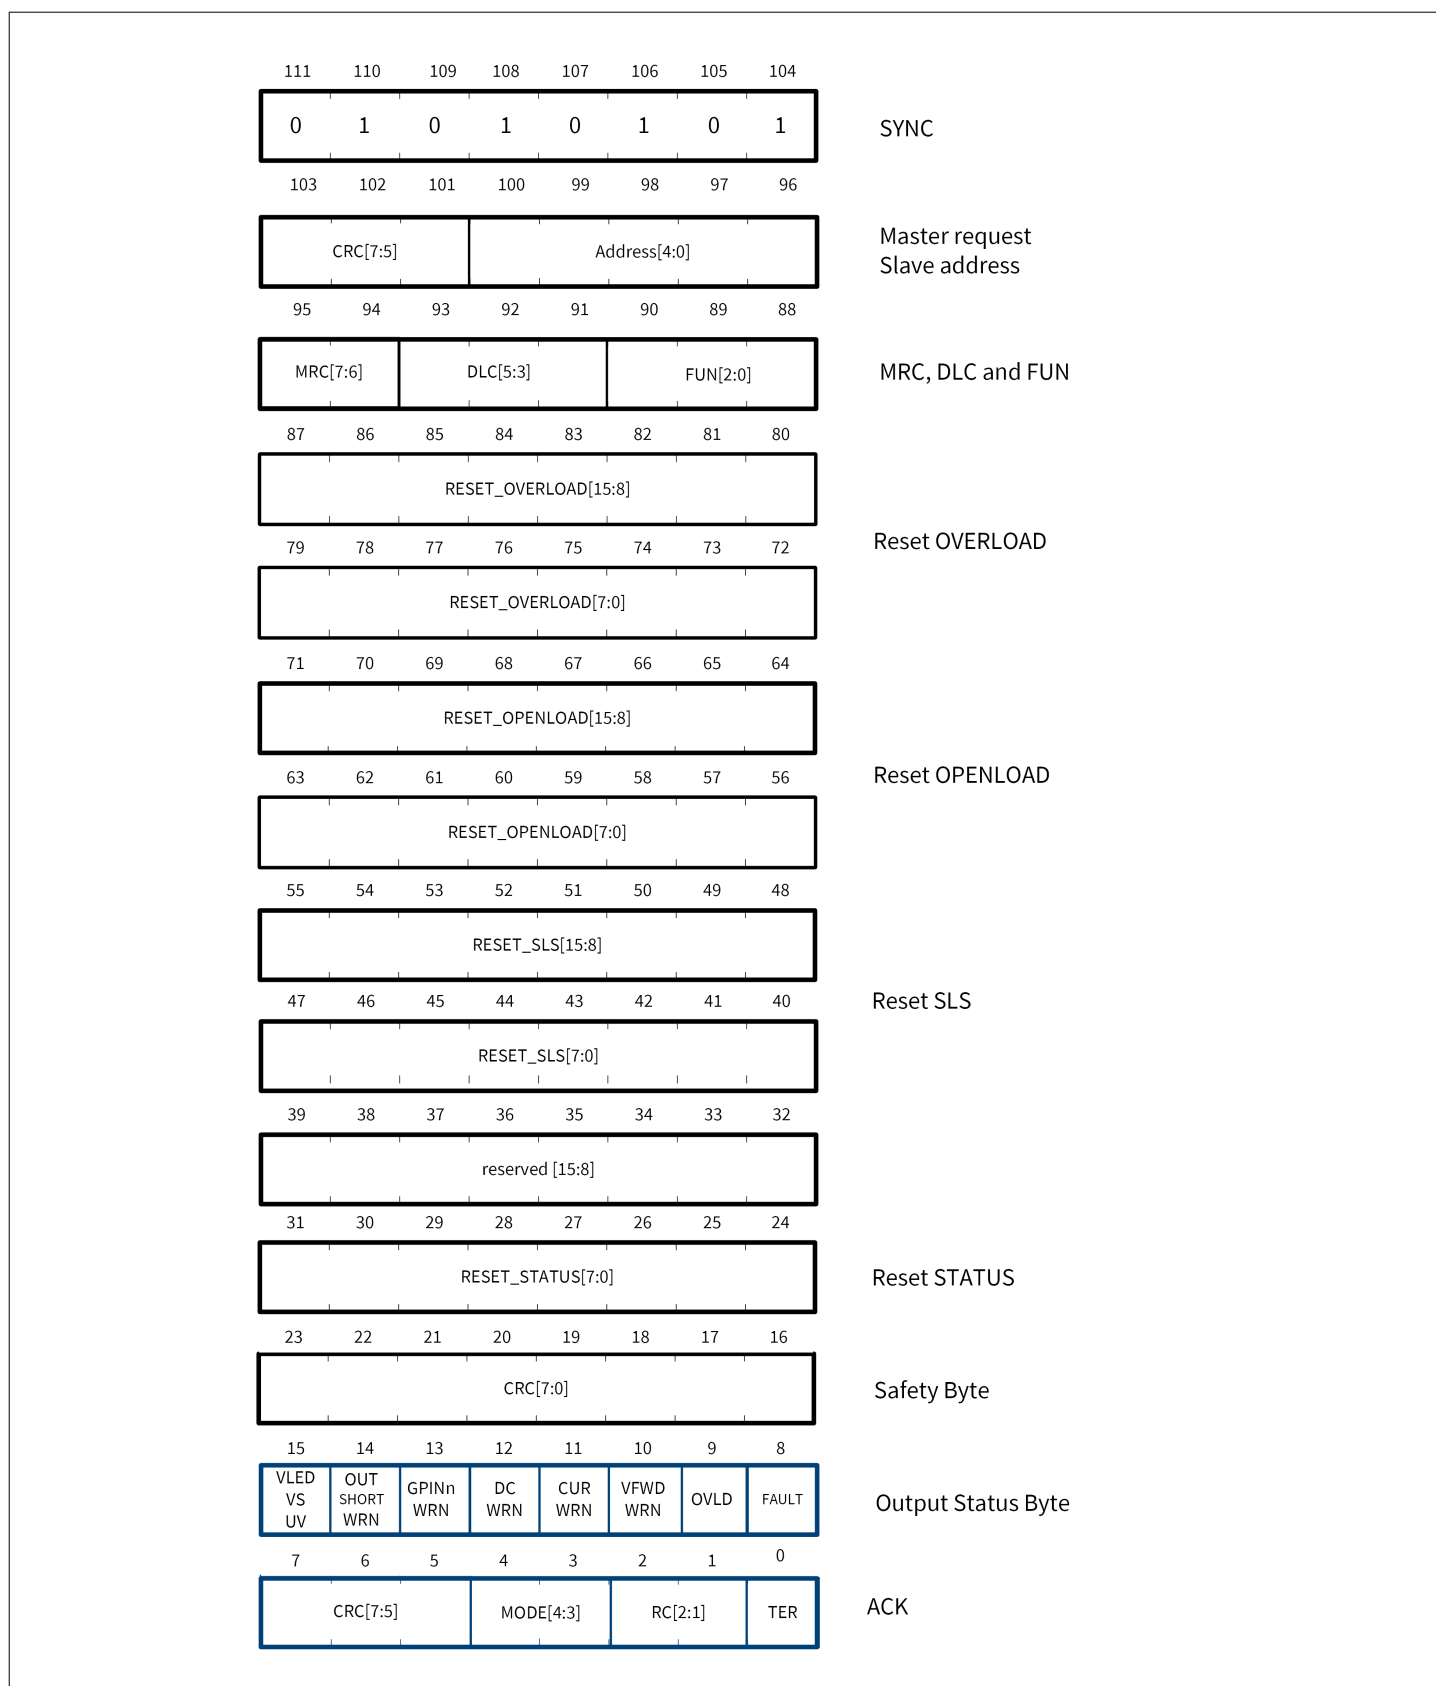 111 110 109 108 107 106 105 104
0 1 0 1 0 1 0 1
SYNC
103 102 101 100 99 98 97 96
CRC[7:5] Address[4:0]
Master request
Slave address
95 94 93 92 91 90 89 88
MRC[7:6] DLC[5:3] FUN[2:0]
MRC, DLC and FUN
87 86 85 84 83 82 81 80
RESET_OVERLOAD[15:8]
Reset OVERLOAD
79 78 77 76 75 74 73 72
RESET_OVERLOAD[7:0]
71 70 69 68 67 66 65 64
RESET_OPENLOAD[15:8]
Reset OPENLOAD
63 62 61 60 59 58 57 56
RESET_OPENLOAD[7:0]
55 54 53 52 51 50 49 48
RESET_SLS[15:8]
Reset SLS
47 46 45 44 43 42 41 40
RESET_SLS[7:0]
39 38 37 36 35 34 33 32
reserved [15:8]
31 30 29 28 27 26 25 24
RESET_STATUS[7:0]
Reset STATUS
23 22 21 20 19 18 17 16
CRC[7:0]
Safety Byte
15 14 13 12 11 10 9 8
VLED
VS
UV
OUT
SHORT
WRN
GPINn
WRN
DC
WRN
CUR
WRN
VFWD
WRN
OVLD
FAULT
Output Status Byte
7 6 5 4 3 2 1 0
CRC[7:5] MODE[4:3] RC[2:1] TER
ACK